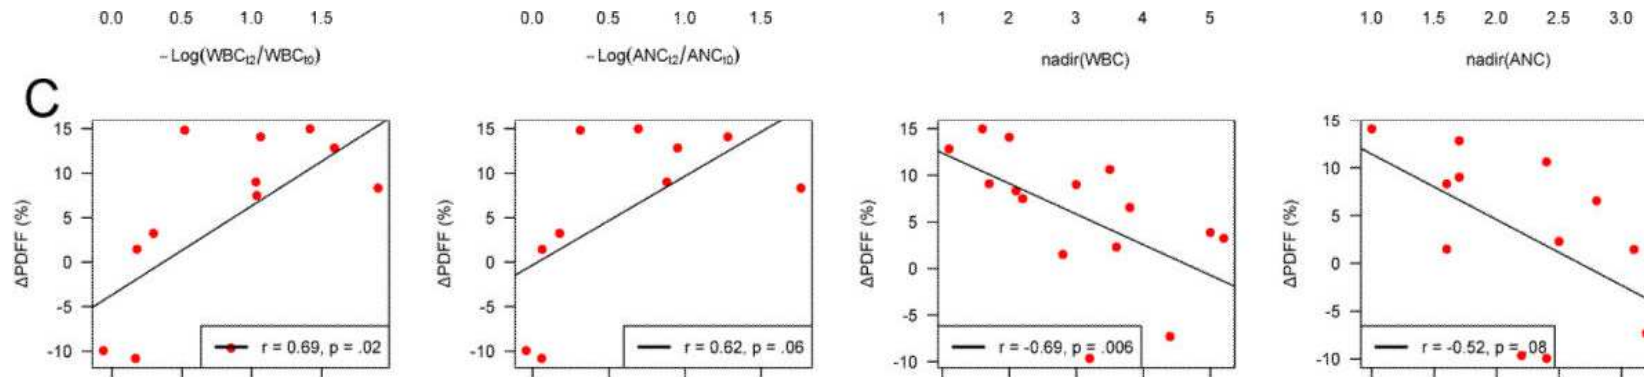 0.0 0.5 1.0 1.5 0.0 0.5 1.0 1.5 1 2 3 4 5 1.0 1.5 2.0 2.5 3.0
−Log(WBCt2/WBCt0) −Log(ANCt2/ANCt0) nadir(WBC) nadir(ANC)
C
ΔPDFF (%)
15
10
5
0
-5
-10
r = 0.69, p = .02
ΔPDFF (%)
15
10
5
0
-5
-10
r = 0.62, p = .06
ΔPDFF (%)
15
10
5
0
-5
-10
r = -0.69, p = .006
ΔPDFF (%)
15
10
5
0
-5
-10
r = -0.52, p = .08